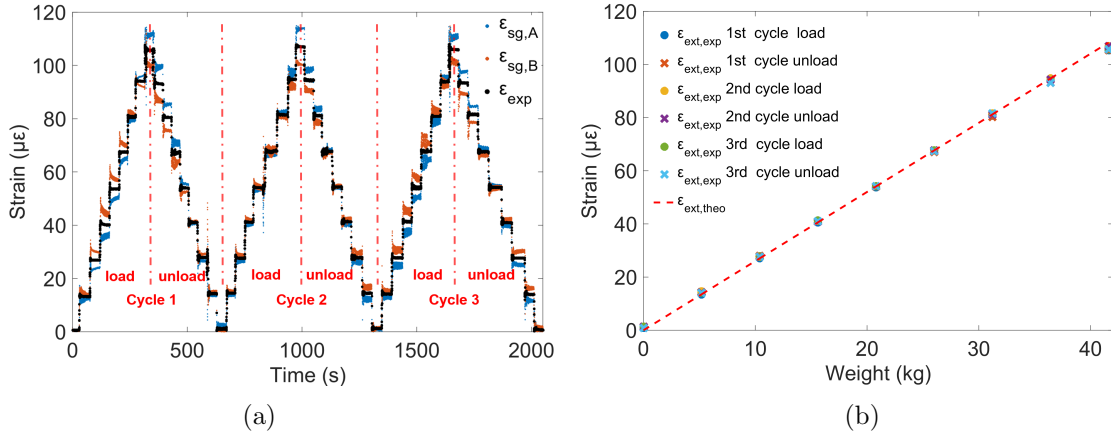 120
100
80
60
40
20
0
Strain (με)
0
500
1000
1500
2000
Time (s)
ε_sg,A
ε_sg,B
ε_exp
load
unload
Cycle 1
load
unload
Cycle 2
load
unload
Cycle 3
(a)
120
100
80
60
40
20
0
Strain (με)
0
10
20
30
40
Weight (kg)
ε_ext,exp 1st cycle load
ε_ext,exp 1st cycle unload
ε_ext,exp 2nd cycle load
ε_ext,exp 2nd cycle unload
ε_ext,exp 3rd cycle load
ε_ext,exp 3rd cycle unload
ε_ext,theo
(b)